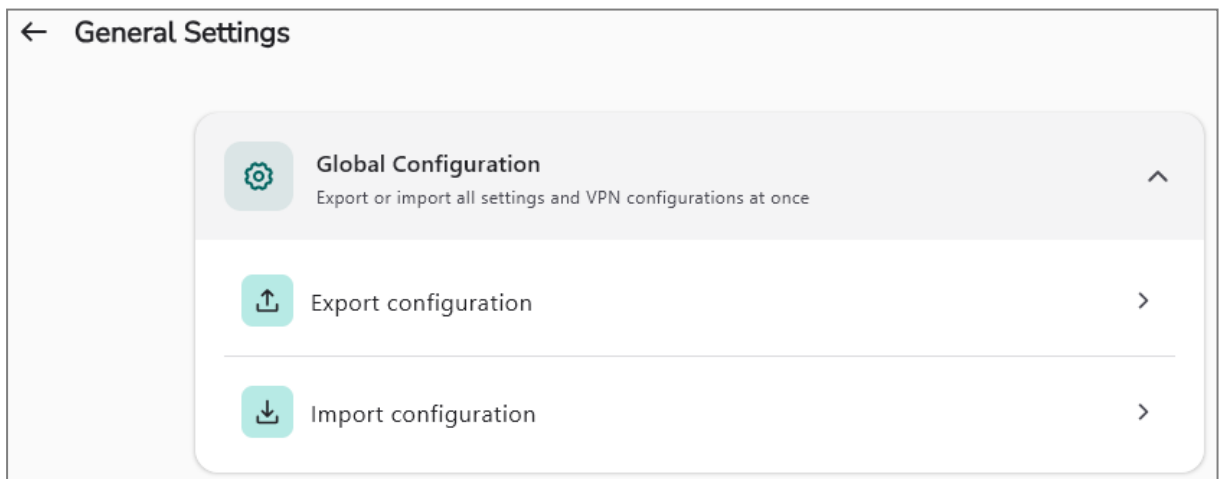 General Settings
Global Configuration
Export or import all settings and VPN configurations at once
Export configuration
Import configuration